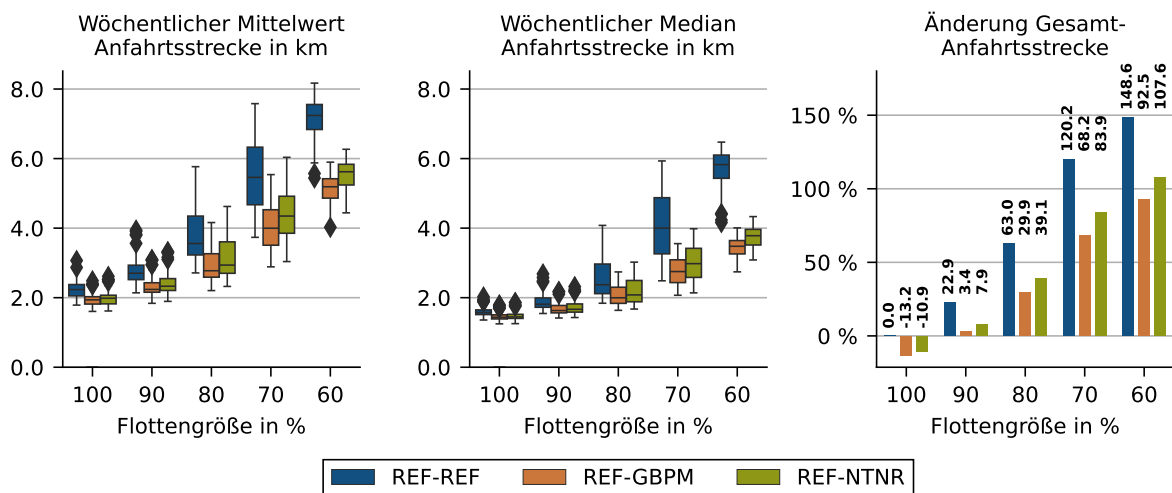 Wöchentlicher Mittelwert
Anfahrtsstrecke in km
8.0
6.0
4.0
2.0
0.0
100 90 80 70 60
Flottengröße in %
Wöchentlicher Median
Anfahrtsstrecke in km
8.0
6.0
4.0
2.0
0.0
100 90 80 70 60
Flottengröße in %
Änderung Gesamt-
Anfahrtsstrecke
150 %
100 %
50 %
0 %
0.0
-13.2
-10.9
22.9
3.4
7.9
63.0
29.9
39.1
120.2
68.2
83.9
148.6
92.5
107.6
100 90 80 70 60
Flottengröße in %
REF-REF REF-GBPM REF-NTNR